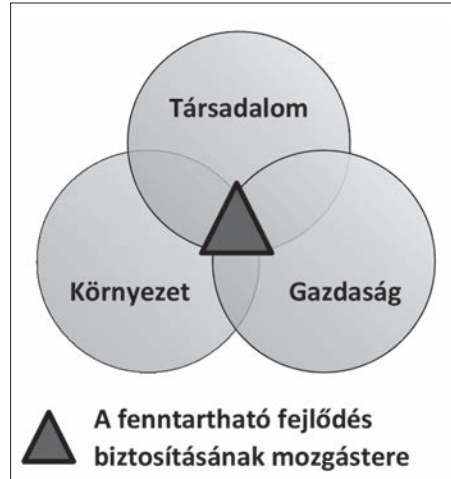 Társadalom
Környezet
Gazdaság
A fenntartható fejlődés
biztosításának mozgástere